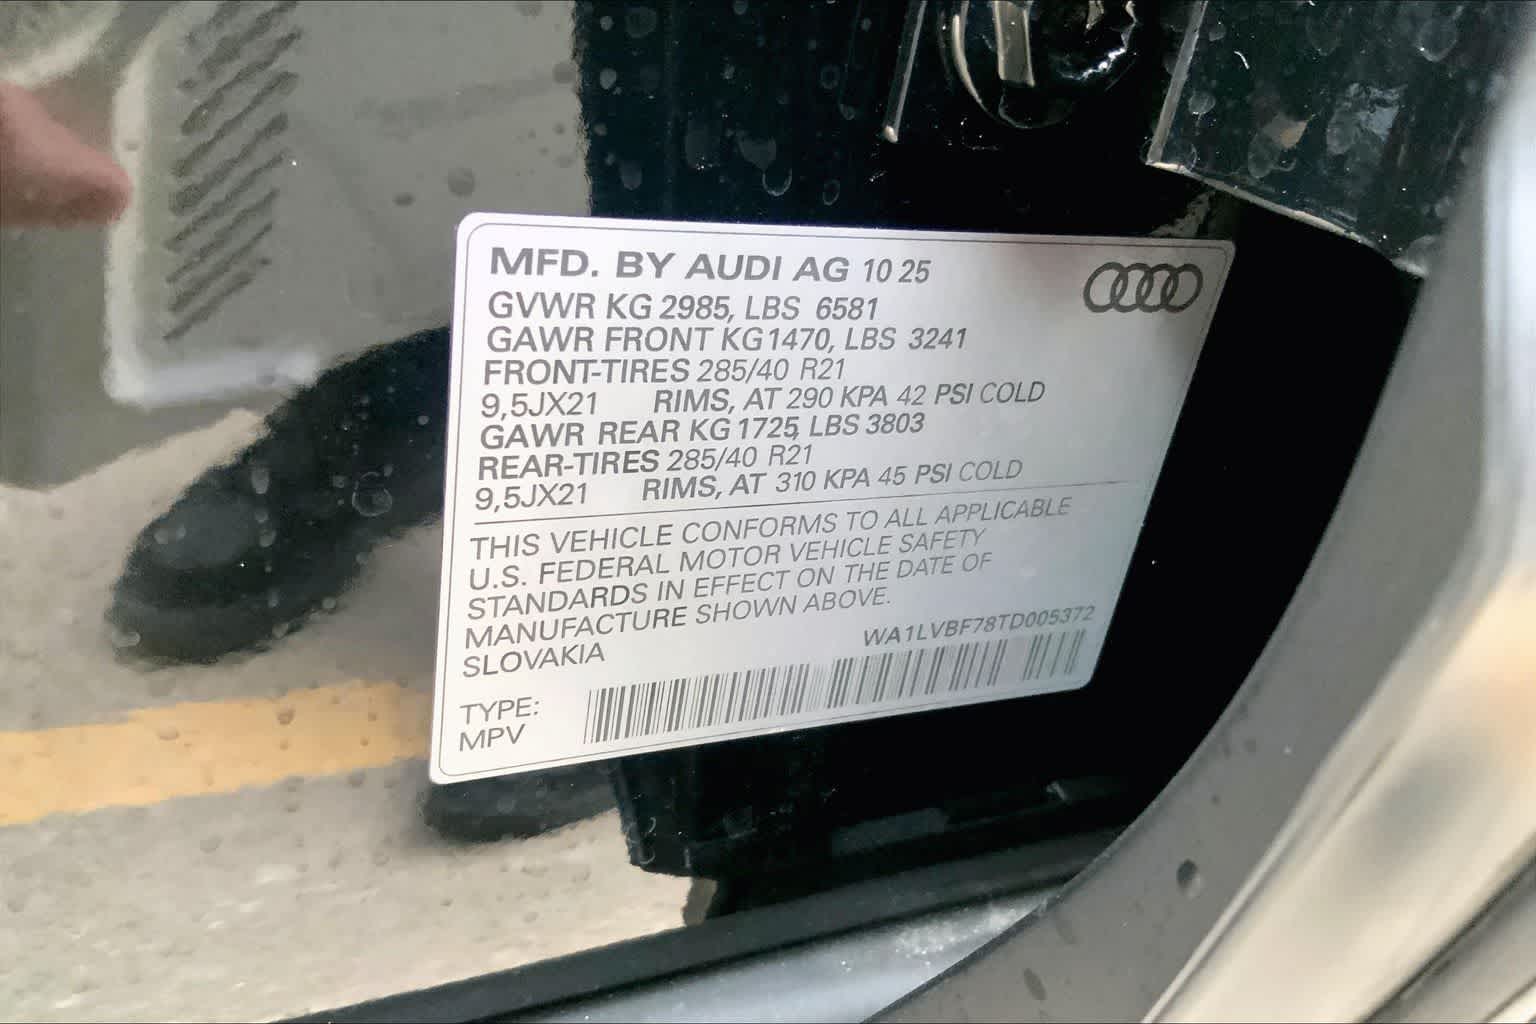 MFD. BY AUDI AG 10 25
GVWR KG 2985, LBS 6581
GAWR FRONT KG 1470, LBS 3241
FRONT-TIRES 285/40 R21
9,5JX21 RIMS, AT 290 KPA 42 PSI COLD
GAWR REAR KG 1725, LBS 3803
REAR-TIRES 285/40 R21
9,5JX21 RIMS, AT 310 KPA 45 PSI COLD
THIS VEHICLE CONFORMS TO ALL APPLICABLE
U.S. FEDERAL MOTOR VEHICLE SAFETY
STANDARDS IN EFFECT ON THE DATE OF
MANUFACTURE SHOWN ABOVE.
SLOVAKIA WA1LVBF78TD005372
TYPE:
MPV